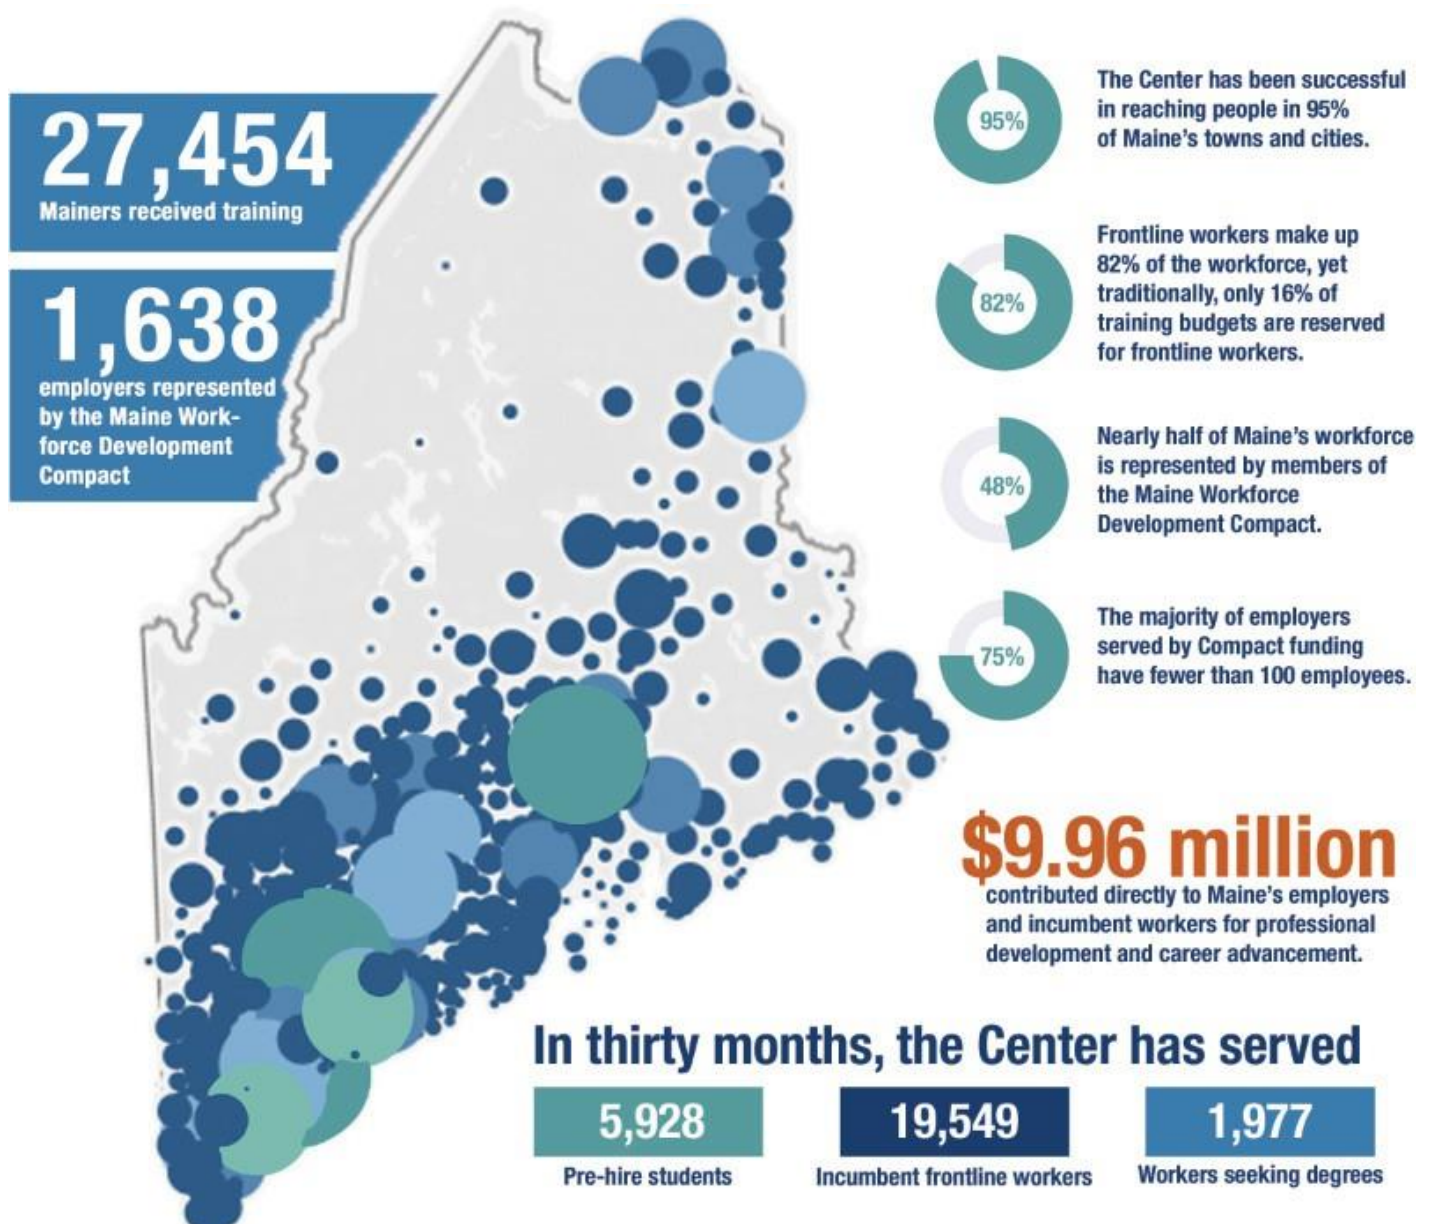 27,454
Mainers received training
1,638
employers represented
by the Maine Work-
force Development
Compact
95%
The Center has been successful
in reaching people in 95%
of Maine's towns and cities.
82%
Frontline workers make up
82% of the workforce, yet
traditionally, only 16% of
training budgets are reserved
for frontline workers.
48%
Nearly half of Maine's workforce
is represented by members of
the Maine Workforce
Development Compact.
75%
The majority of employers
served by Compact funding
have fewer than 100 employees.
$9.96 million
contributed directly to Maine's employers
and incumbent workers for professional
development and career advancement.
In thirty months, the Center has served
5,928
Pre-hire students
19,549
Incumbent frontline workers
1,977
Workers seeking degrees